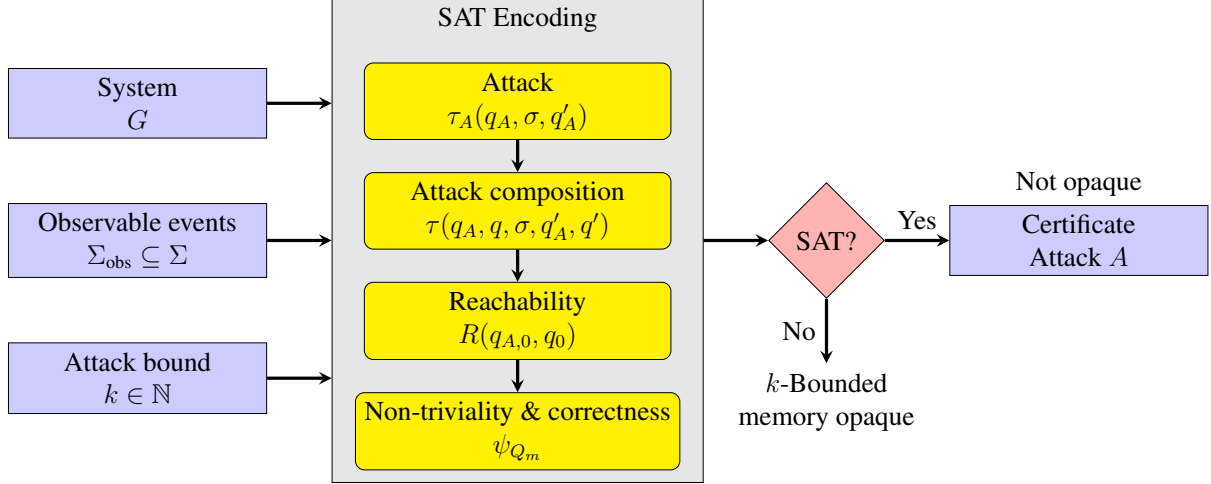 SAT Encoding
System
G
Observable events
Σ_obs ⊆ Σ
Attack bound
k ∈ ℕ
Attack
τ_A(q_A, σ, q′_A)
Attack composition
τ(q_A, q, σ, q′_A, q′)
Reachability
R(q_{A,0}, q_0)
Non-triviality & correctness
ψ_{Q_m}
SAT?
Yes
No
Not opaque
Certificate
Attack A
k-Bounded
memory opaque